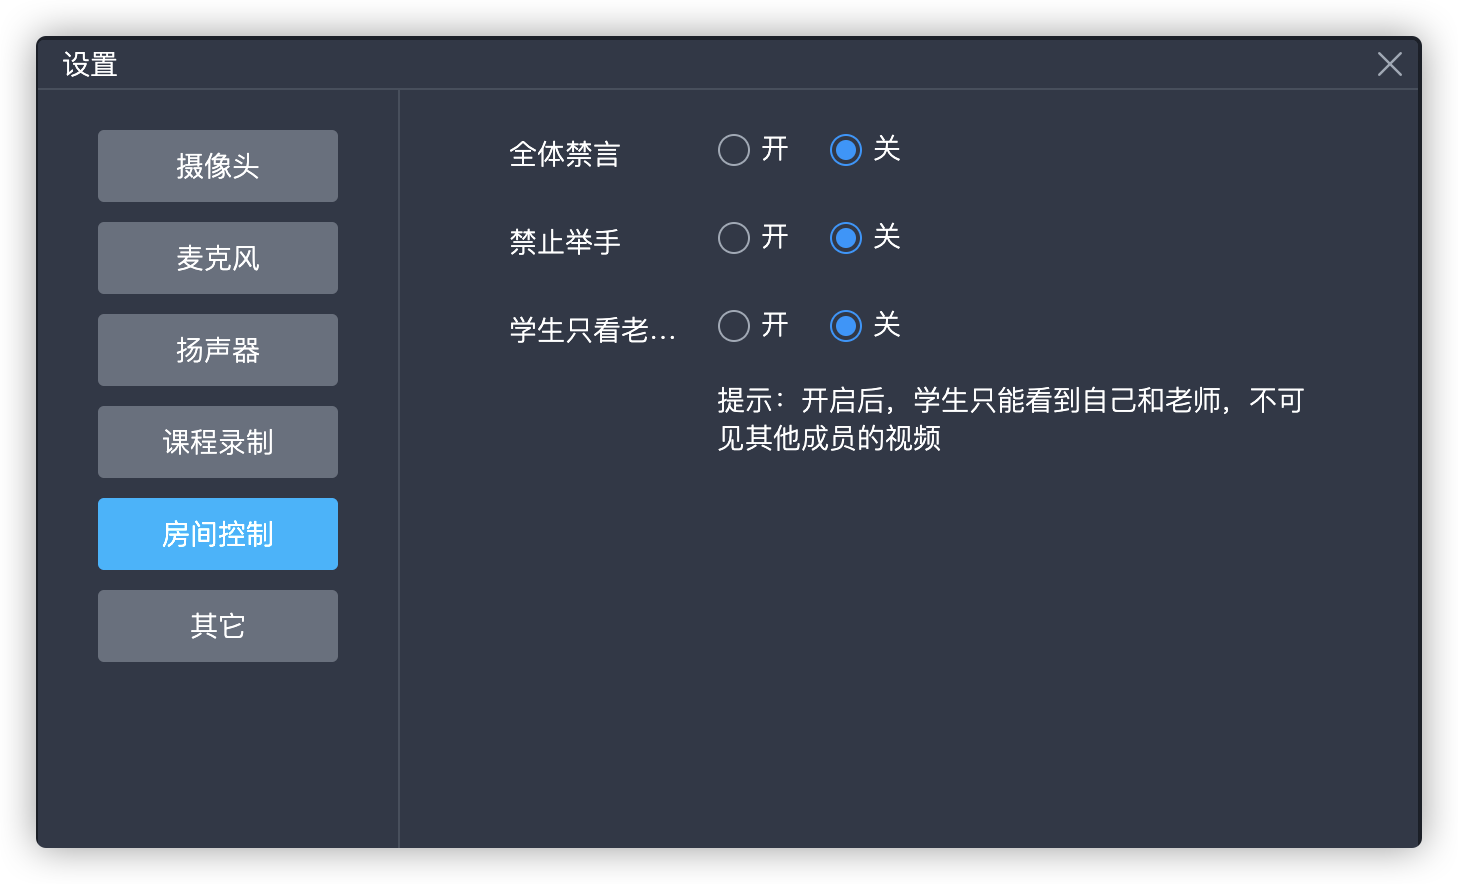 设置
摄像头
麦克风
扬声器
课程录制
房间控制
其它
全体禁言 开 关
禁止举手 开 关
学生只看老... 开 关
提示：开启后，学生只能看到自己和老师，不可
见其他成员的视频